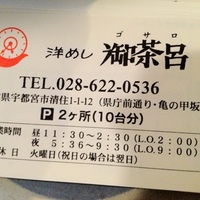 ゴサロ
洋めし 御茶呂
TEL.028-622-0536
県宇都宮市清住1-1-12（県庁前通り・亀の甲坂
P 2ヶ所(10台分)
業時間 昼11:30～2:30（L.O.2:00）
夜5:36～9:30（L.O.9:00）
休 日 火曜日(祝日の場合は翌日)